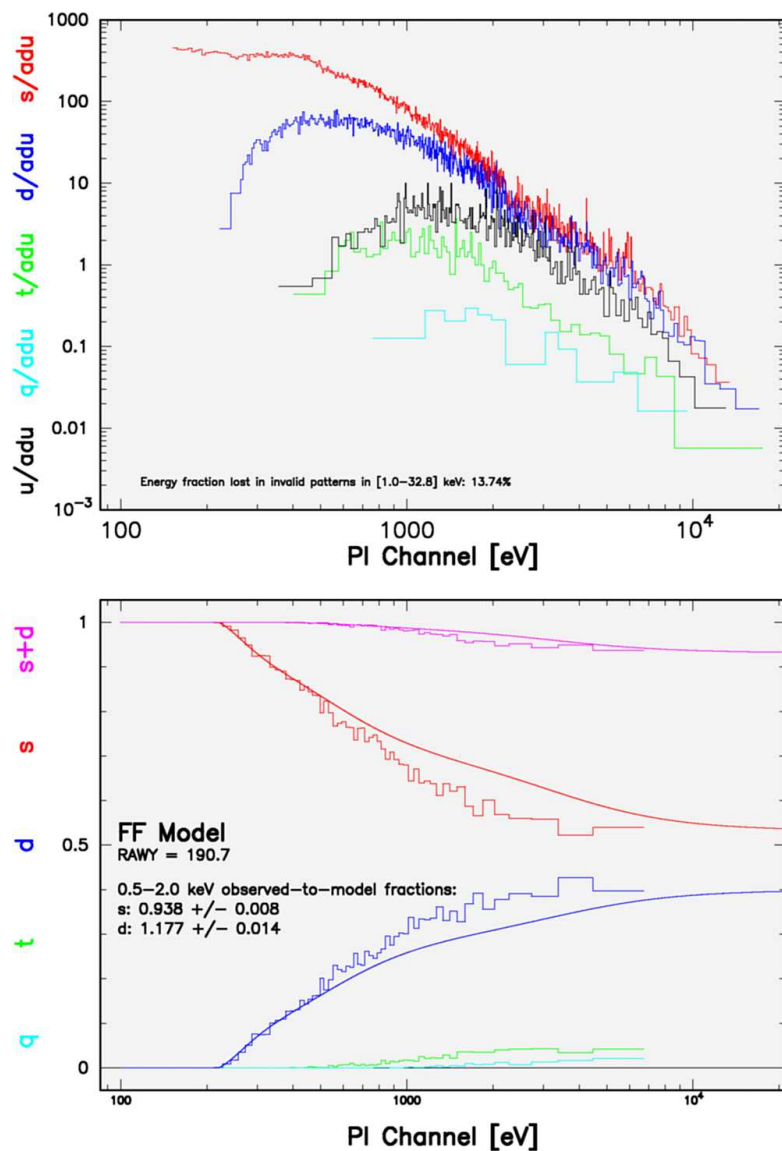 1000
100
10
1
0.1
0.01
10−3
u/adu q/adu t/adu d/adu s/adu
Energy fraction lost in invalid patterns in [1.0−32.8] keV: 13.74%
100 1000 10⁴
PI Channel [eV]
1
0.5
0
q t d s s+d
FF Model
RAWY = 190.7
0.5−2.0 keV observed−to−model fractions:
s: 0.938 +/− 0.008
d: 1.177 +/− 0.014
100 1000 10⁴
PI Channel [eV]